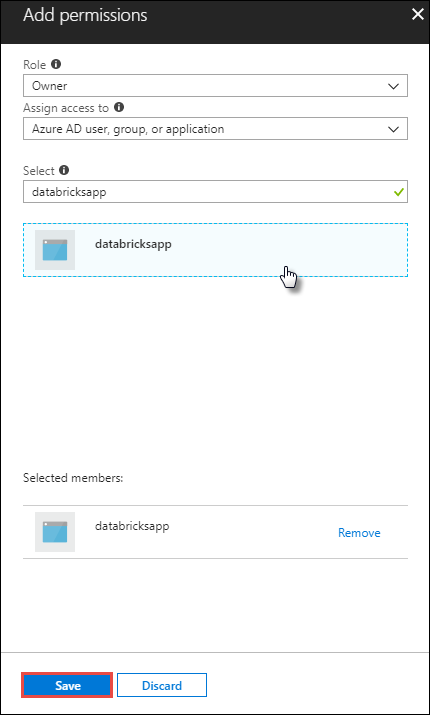 Add permissions
Role
Owner
Assign access to
Azure AD user, group, or application
Select
databricksapp
databricksapp
Selected members:
databricksapp
Remove
Save
Discard